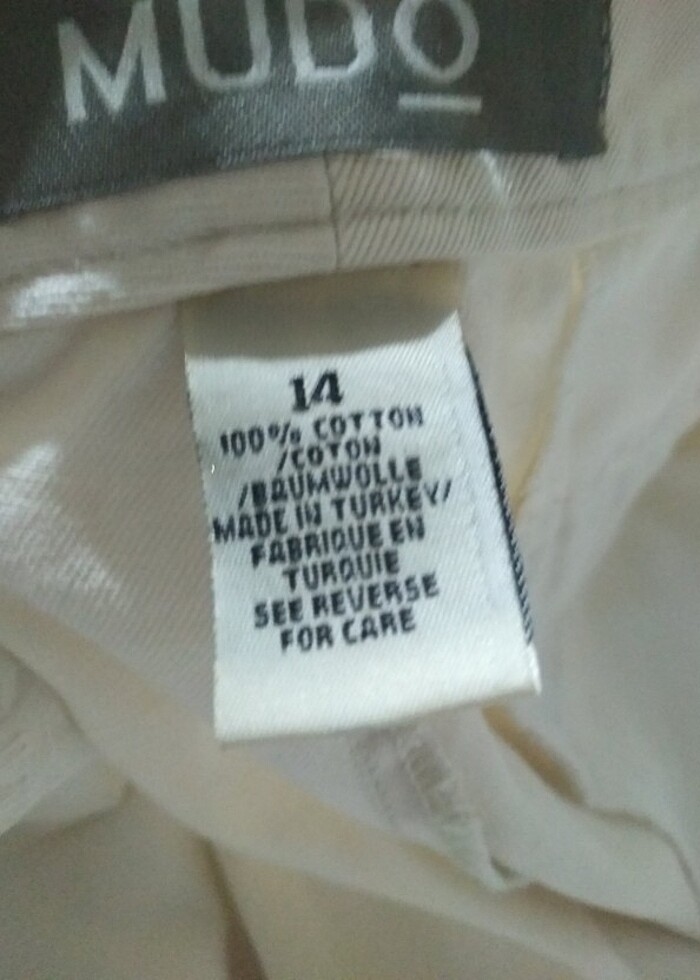 MUDO
14
100% COTTON
/COTON
/BAUMWOLLE
MADE IN TURKEY/
FABRIQUE EN
TURQUIE
SEE REVERSE
FOR CARE